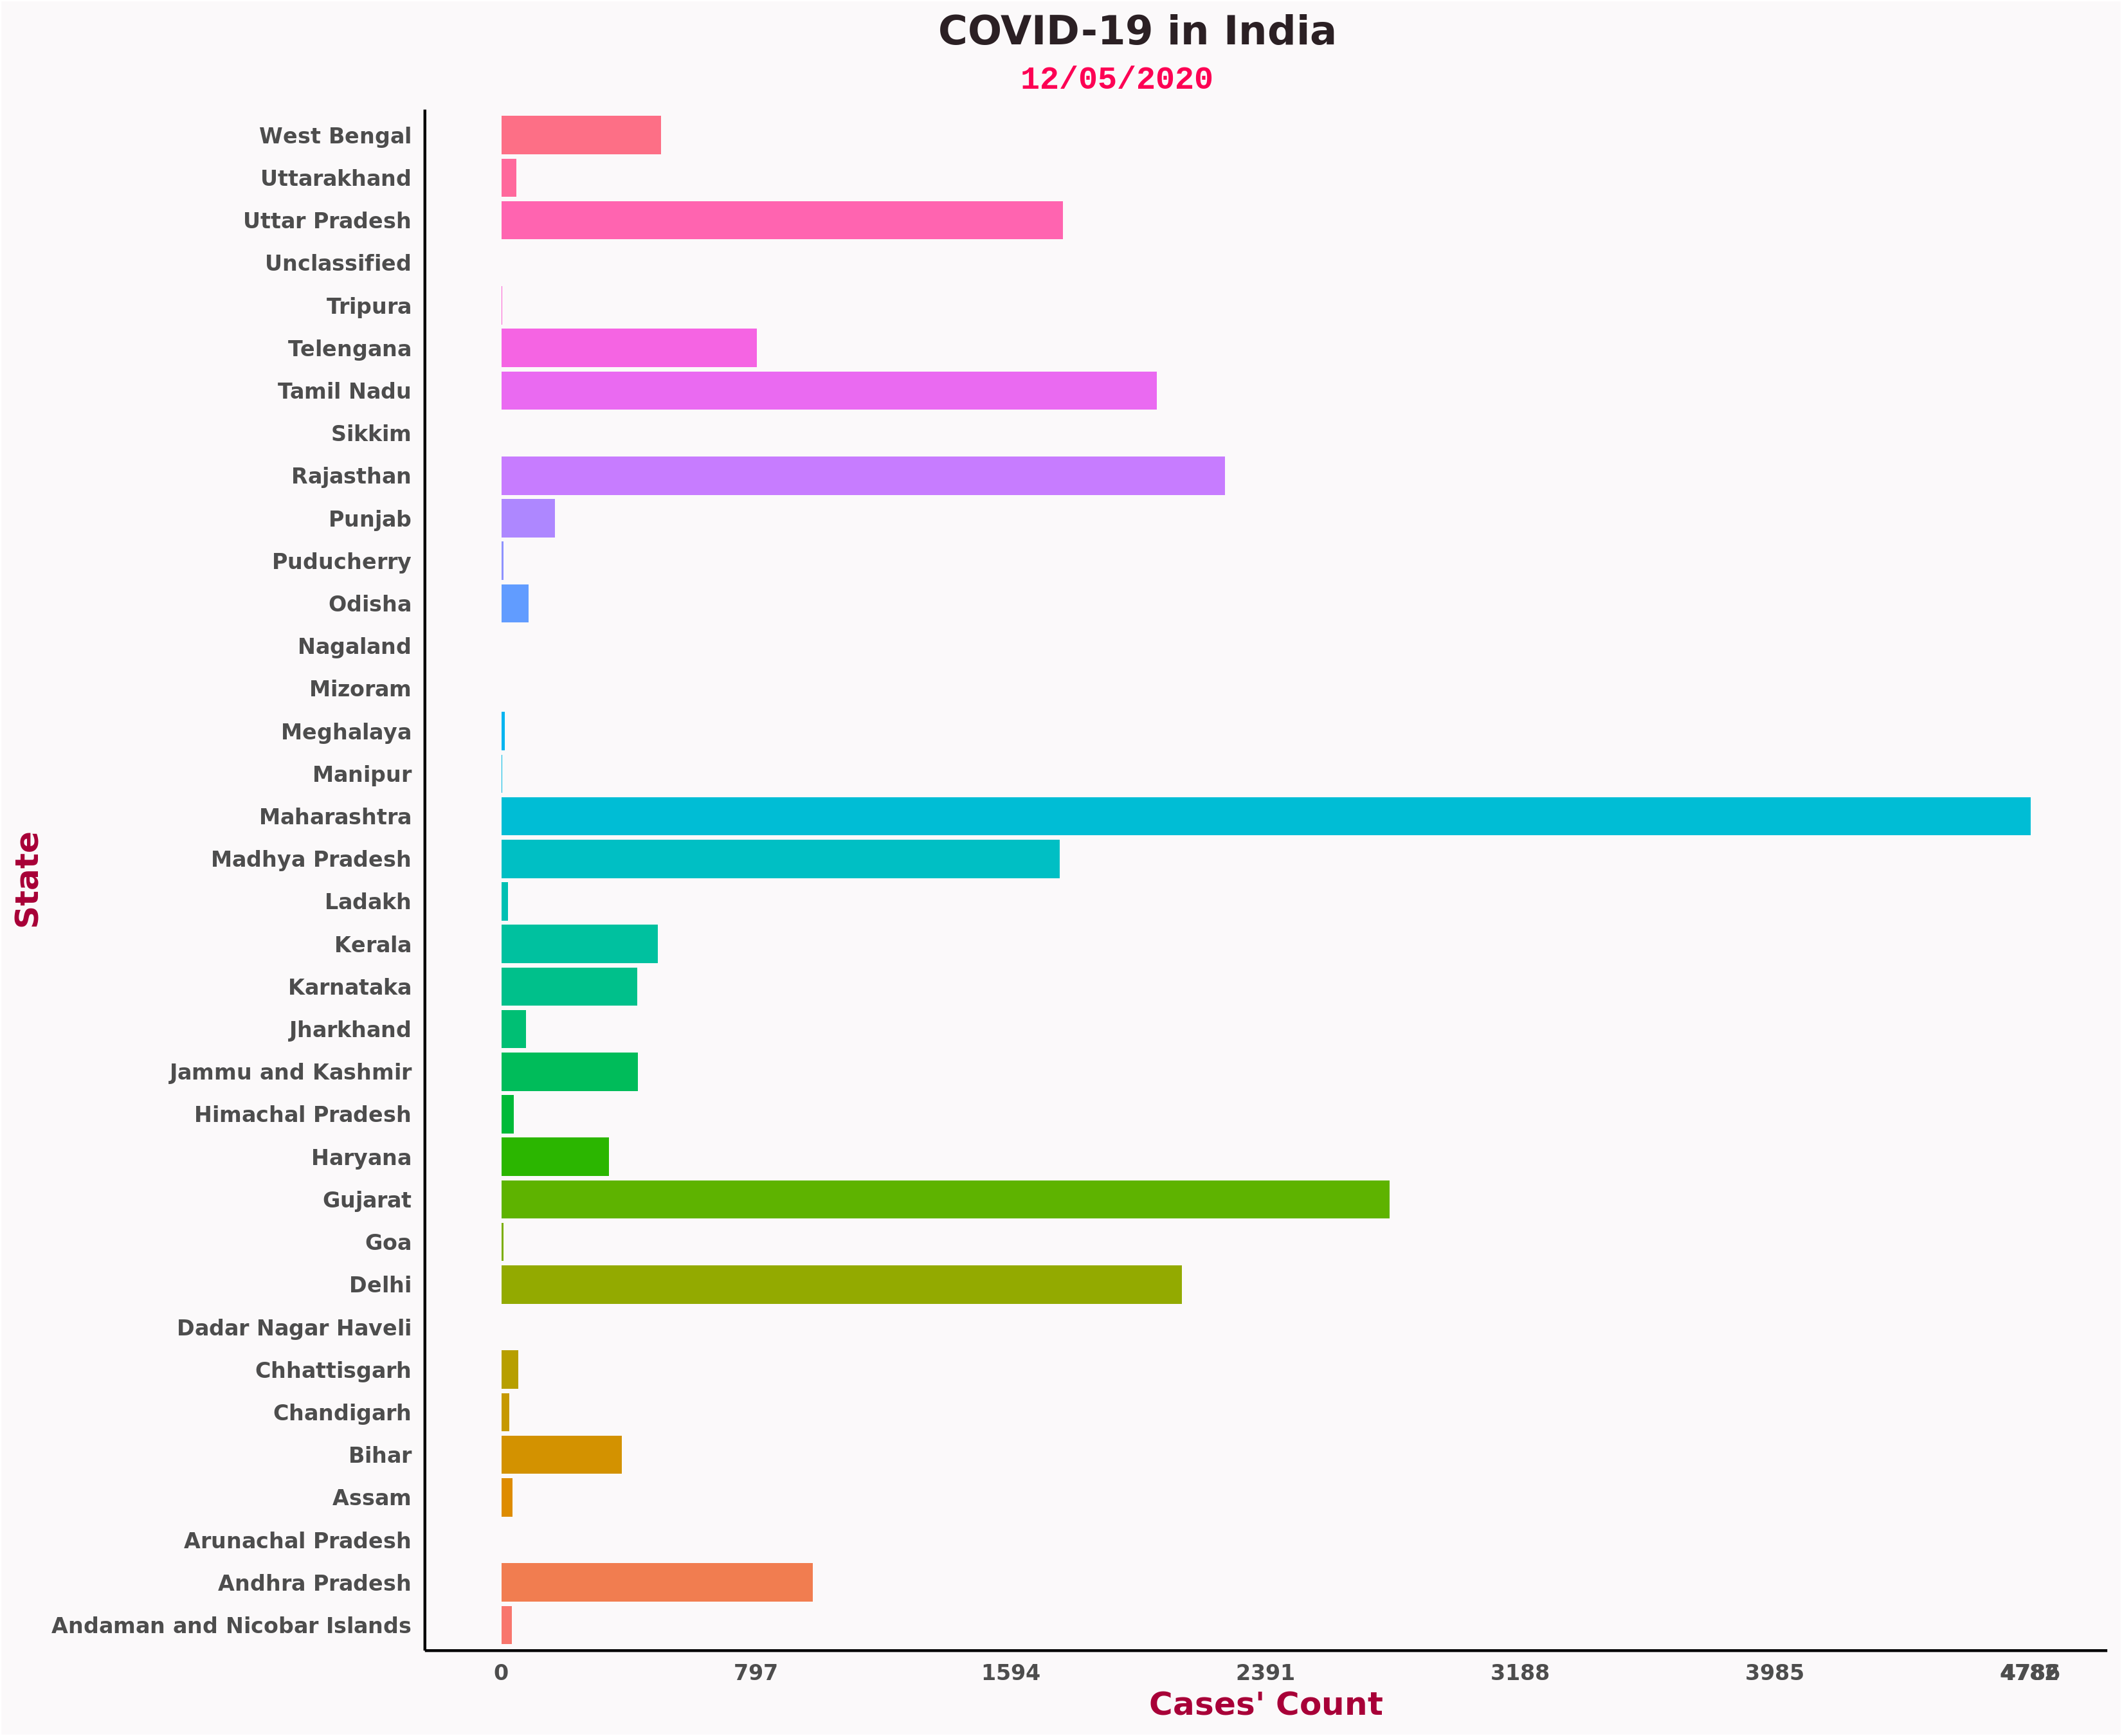 COVID-19 in India
12/05/2020
West Bengal
Uttarakhand
Uttar Pradesh
Unclassified
Tripura
Telengana
Tamil Nadu
Sikkim
Rajasthan
Punjab
Puducherry
Odisha
Nagaland
Mizoram
Meghalaya
Manipur
Maharashtra
Madhya Pradesh
Ladakh
Kerala
Karnataka
Jharkhand
Jammu and Kashmir
Himachal Pradesh
Haryana
Gujarat
Goa
Delhi
Dadar Nagar Haveli
Chhattisgarh
Chandigarh
Bihar
Assam
Arunachal Pradesh
Andhra Pradesh
Andaman and Nicobar Islands
State
0 797 1594 2391 3188 3985
Cases' Count